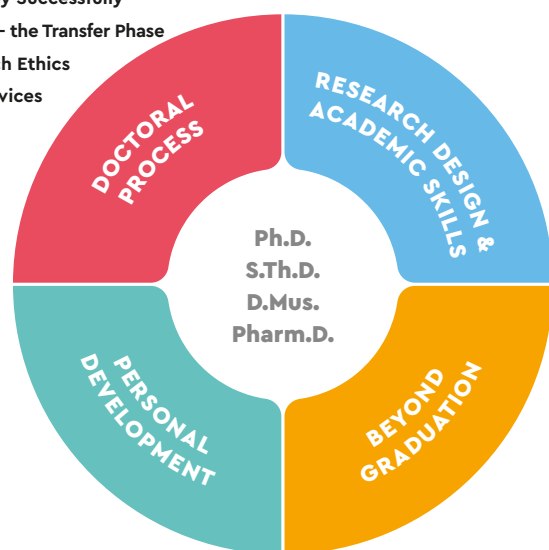 Successfully
– the Transfer Phase
Ethics
DOCTORAL
PROCESS
RESEARCH DESIGN &
ACADEMIC SKILLS
Ph.D.
S.Th.D.
D.Mus.
Pharm.D.
PERSONAL
DEVELOPMENT
BEYOND
GRADUATION